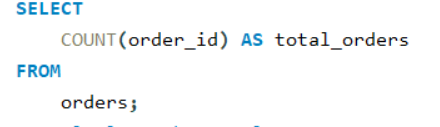 SELECT
    COUNT(order_id) AS total_orders
FROM
    orders;